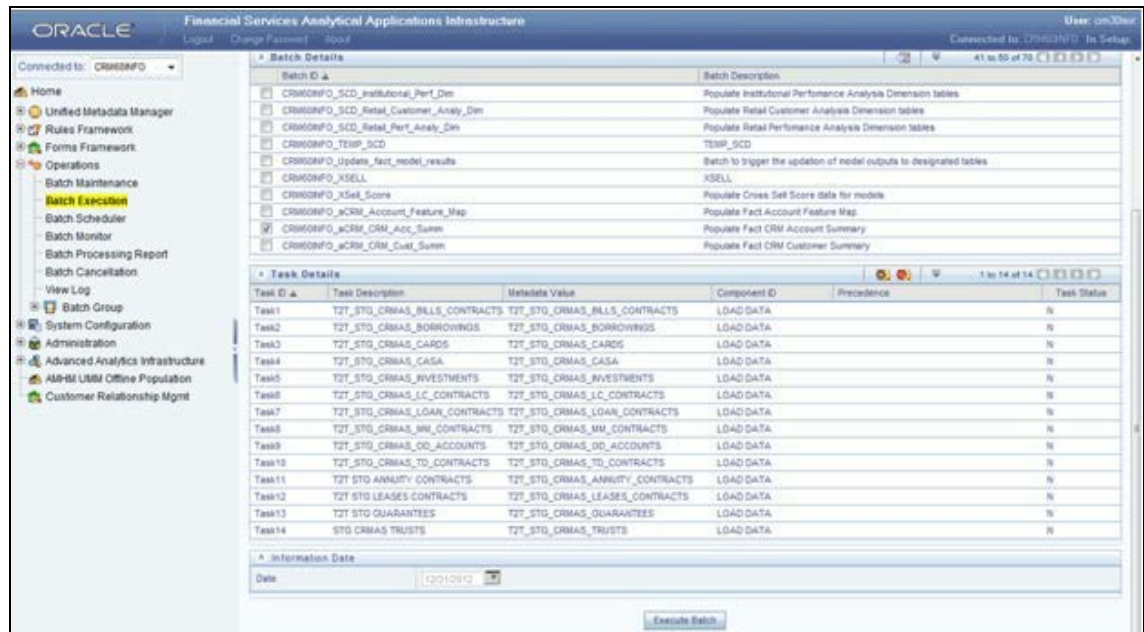 ORACLE
Financial Services Analytical Applications Infrastructure
User:
Logout Change Password About
Connected to: In Setup:
Connected to: CRM60INFO
Home
Unified Metadata Manager
Rules Framework
Forms Framework
Operations
Batch Maintenance
Batch Execution
Batch Scheduler
Batch Monitor
Batch Processing Report
Batch Cancellation
View Log
Batch Group
System Configuration
Administration
Advanced Analytics Infrastructure
AMHM UMM Offline Population
Customer Relationship Mgmt
Batch Details 41 to 50 of 70
Batch ID Batch Description
CRM60INFO_SCD_Institutional_Perf_Dim Populate Institutional Perfomance Analysis Dimension tables
CRM60INFO_SCD_Retail_Customer_Analy_Dim Populate Retail Customer Analysis Dimension tables
CRM60INFO_SCD_Retail_Perf_Analy_Dim Populate Retail Perfomance Analysis Dimension tables
CRM60INFO_TEMP_SCD TEMP_SCD
CRM60INFO_Update_fact_model_results Batch to trigger the updation of model outputs to designated tables
CRM60INFO_XSELL XSELL
CRM60INFO_XSell_Score Populate Cross Sell Score data for models
CRM60INFO_aCRM_Account_Feature_Map Populate Fact Account Feature Map
CRM60INFO_aCRM_CRM_Acc_Summ Populate Fact CRM Account Summary
CRM60INFO_aCRM_CRM_Cust_Summ Populate Fact CRM Customer Summary
Task Details 1 to 14 of 14
Task ID Task Description Metadata Value Component ID Precedence Task Status
Task1 T2T_STG_CRMAS_BILLS_CONTRACTS T2T_STG_CRMAS_BILLS_CONTRACTS LOAD DATA N
Task2 T2T_STG_CRMAS_BORROWINGS T2T_STG_CRMAS_BORROWINGS LOAD DATA N
Task3 T2T_STG_CRMAS_CARDS T2T_STG_CRMAS_CARDS LOAD DATA N
Task4 T2T_STG_CRMAS_CASA T2T_STG_CRMAS_CASA LOAD DATA N
Task5 T2T_STG_CRMAS_INVESTMENTS T2T_STG_CRMAS_INVESTMENTS LOAD DATA N
Task6 T2T_STG_CRMAS_LC_CONTRACTS T2T_STG_CRMAS_LC_CONTRACTS LOAD DATA N
Task7 T2T_STG_CRMAS_LOAN_CONTRACTS T2T_STG_CRMAS_LOAN_CONTRACTS LOAD DATA N
Task8 T2T_STG_CRMAS_MM_CONTRACTS T2T_STG_CRMAS_MM_CONTRACTS LOAD DATA N
Task9 T2T_STG_CRMAS_OD_ACCOUNTS T2T_STG_CRMAS_OD_ACCOUNTS LOAD DATA N
Task10 T2T_STG_CRMAS_TD_CONTRACTS T2T_STG_CRMAS_TD_CONTRACTS LOAD DATA N
Task11 T2T STG ANNUITY CONTRACTS T2T_STG_CRMAS_ANNUITY_CONTRACTS LOAD DATA N
Task12 T2T STG LEASES CONTRACTS T2T_STG_CRMAS_LEASES_CONTRACTS LOAD DATA N
Task13 T2T STG GUARANTEES T2T_STG_CRMAS_GUARANTEES LOAD DATA N
Task14 STG CRMAS TRUSTS T2T_STG_CRMAS_TRUSTS LOAD DATA N
Information Date
Date 12/31/2012
Execute Batch